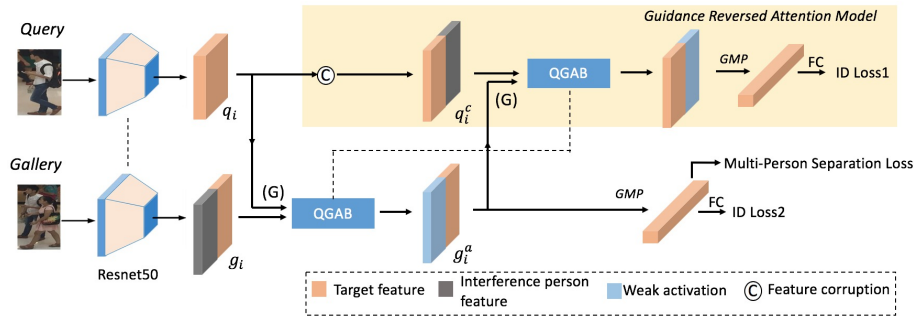 Guidance Reversed Attention Model
Query
C
QGAB
GMP
FC
ID Loss1
(G)
q_i
q_i^c
Gallery
(G)
QGAB
Multi-Person Separation Loss
GMP
FC
ID Loss2
g_i
g_i^a
Resnet50
Target feature
Interference person
feature
Weak activation
C Feature corruption